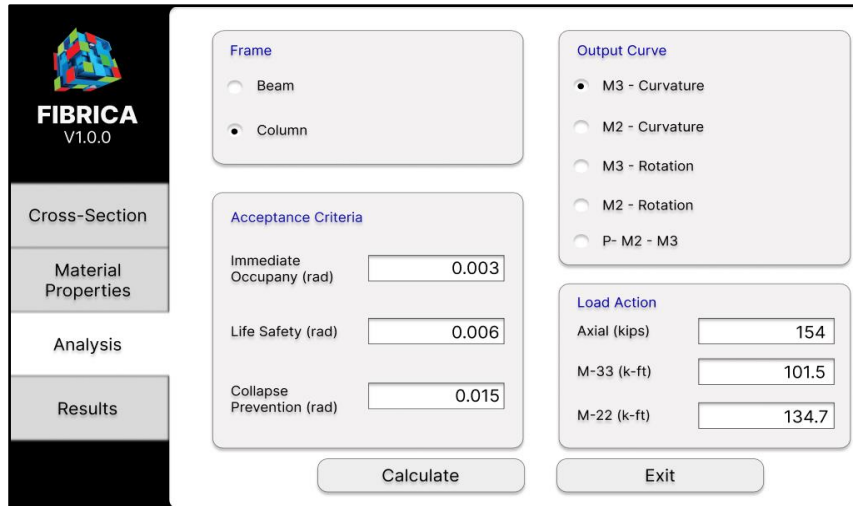 FIBRICA
V1.0.0
Cross-Section
Material
Properties
Analysis
Results
Frame
Beam
Column
Acceptance Criteria
Immediate
Occupany (rad)
0.003
Life Safety (rad)
0.006
Collapse
Prevention (rad)
0.015
Output Curve
M3 - Curvature
M2 - Curvature
M3 - Rotation
M2 - Rotation
P- M2 - M3
Load Action
Axial (kips)
154
M-33 (k-ft)
101.5
M-22 (k-ft)
134.7
Calculate
Exit